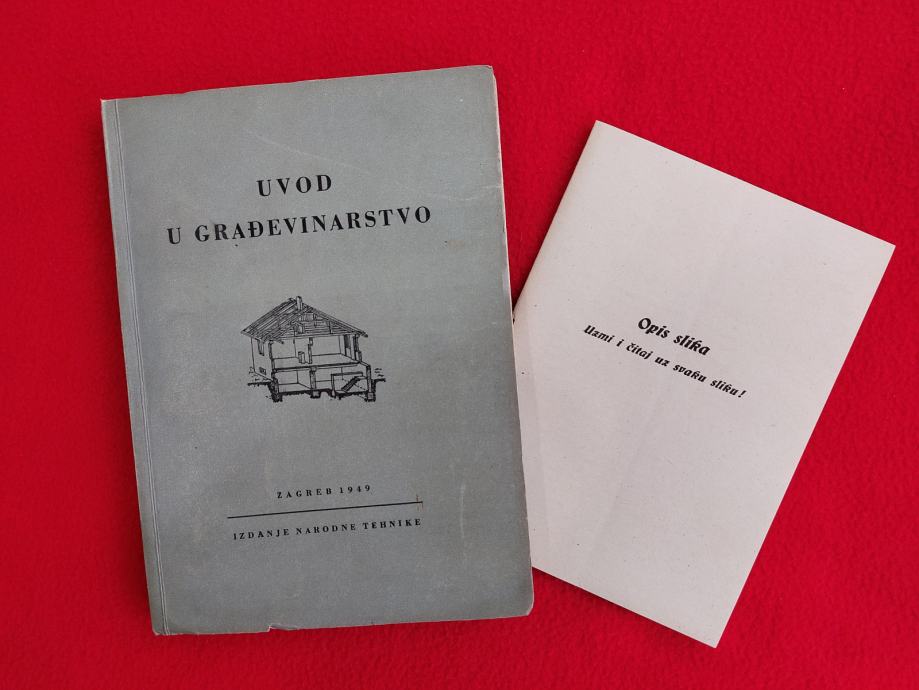 UVOD
U GRAĐEVINARSTVO
ZAGREB 1949
IZDANJE NARODNE TEHNIKE
Opis slika
Uzmi i čitaj uz svaku sliku!